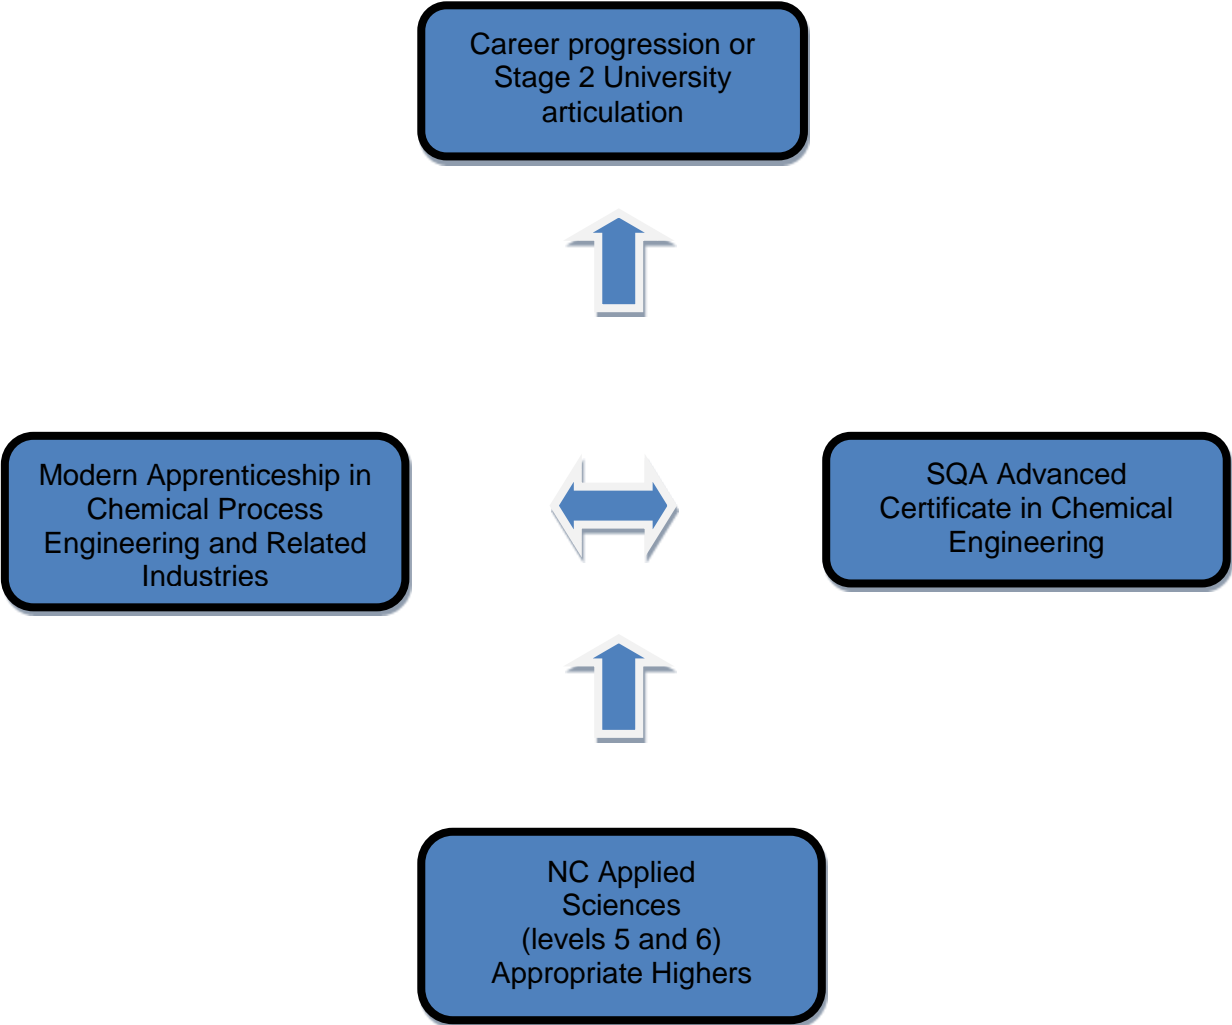 Career progression or
Stage 2 University
articulation
Modern Apprenticeship in
Chemical Process
Engineering and Related
Industries
SQA Advanced
Certificate in Chemical
Engineering
NC Applied
Sciences
(levels 5 and 6)
Appropriate Highers